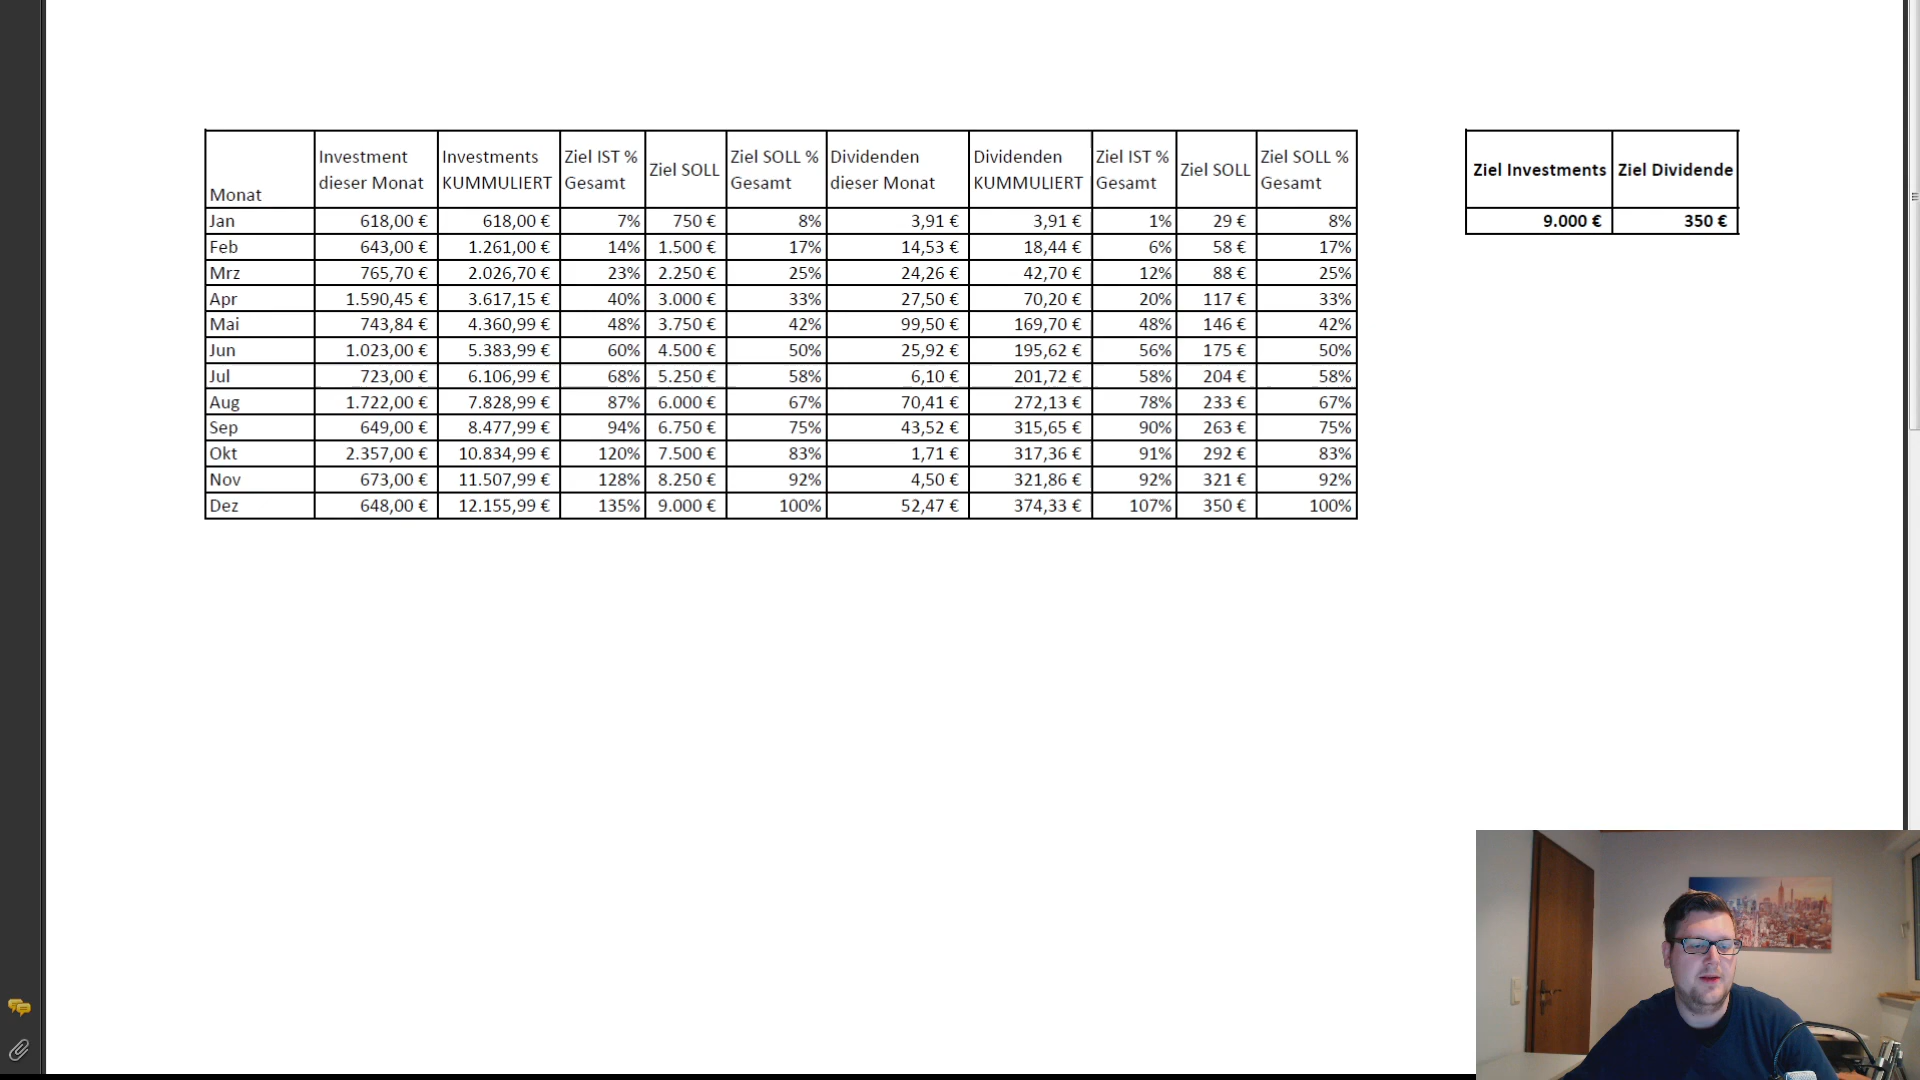 Monat Investment dieser Monat Investments KUMMULIERT Ziel IST % Gesamt Ziel SOLL Ziel SOLL % Gesamt Dividenden dieser Monat Dividenden KUMMULIERT Ziel IST % Gesamt Ziel SOLL Ziel SOLL % Gesamt
Jan 618,00 € 618,00 € 7% 750 € 8% 3,91 € 3,91 € 1% 29 € 8%
Feb 643,00 € 1.261,00 € 14% 1.500 € 17% 14,53 € 18,44 € 6% 58 € 17%
Mrz 765,70 € 2.026,70 € 23% 2.250 € 25% 24,26 € 42,70 € 12% 88 € 25%
Apr 1.590,45 € 3.617,15 € 40% 3.000 € 33% 27,50 € 70,20 € 20% 117 € 33%
Mai 743,84 € 4.360,99 € 48% 3.750 € 42% 99,50 € 169,70 € 48% 146 € 42%
Jun 1.023,00 € 5.383,99 € 60% 4.500 € 50% 25,92 € 195,62 € 56% 175 € 50%
Jul 723,00 € 6.106,99 € 68% 5.250 € 58% 6,10 € 201,72 € 58% 204 € 58%
Aug 1.722,00 € 7.828,99 € 87% 6.000 € 67% 70,41 € 272,13 € 78% 233 € 67%
Sep 649,00 € 8.477,99 € 94% 6.750 € 75% 43,52 € 315,65 € 90% 263 € 75%
Okt 2.357,00 € 10.834,99 € 120% 7.500 € 83% 1,71 € 317,36 € 91% 292 € 83%
Nov 673,00 € 11.507,99 € 128% 8.250 € 92% 4,50 € 321,86 € 92% 321 € 92%
Dez 648,00 € 12.155,99 € 135% 9.000 € 100% 52,47 € 374,33 € 107% 350 € 100%
Ziel Investments Ziel Dividende
9.000 € 350 €